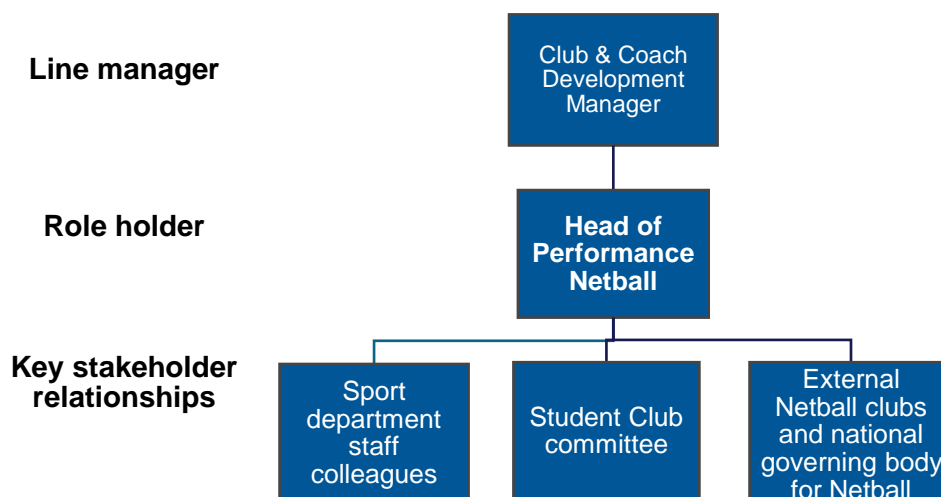 Line manager
Club & Coach
Development
Manager
Role holder
Head of
Performance
Netball
Key stakeholder
relationships
Sport
department
staff
colleagues
Student Club
committee
External
Netball clubs
and national
governing body
for Netball